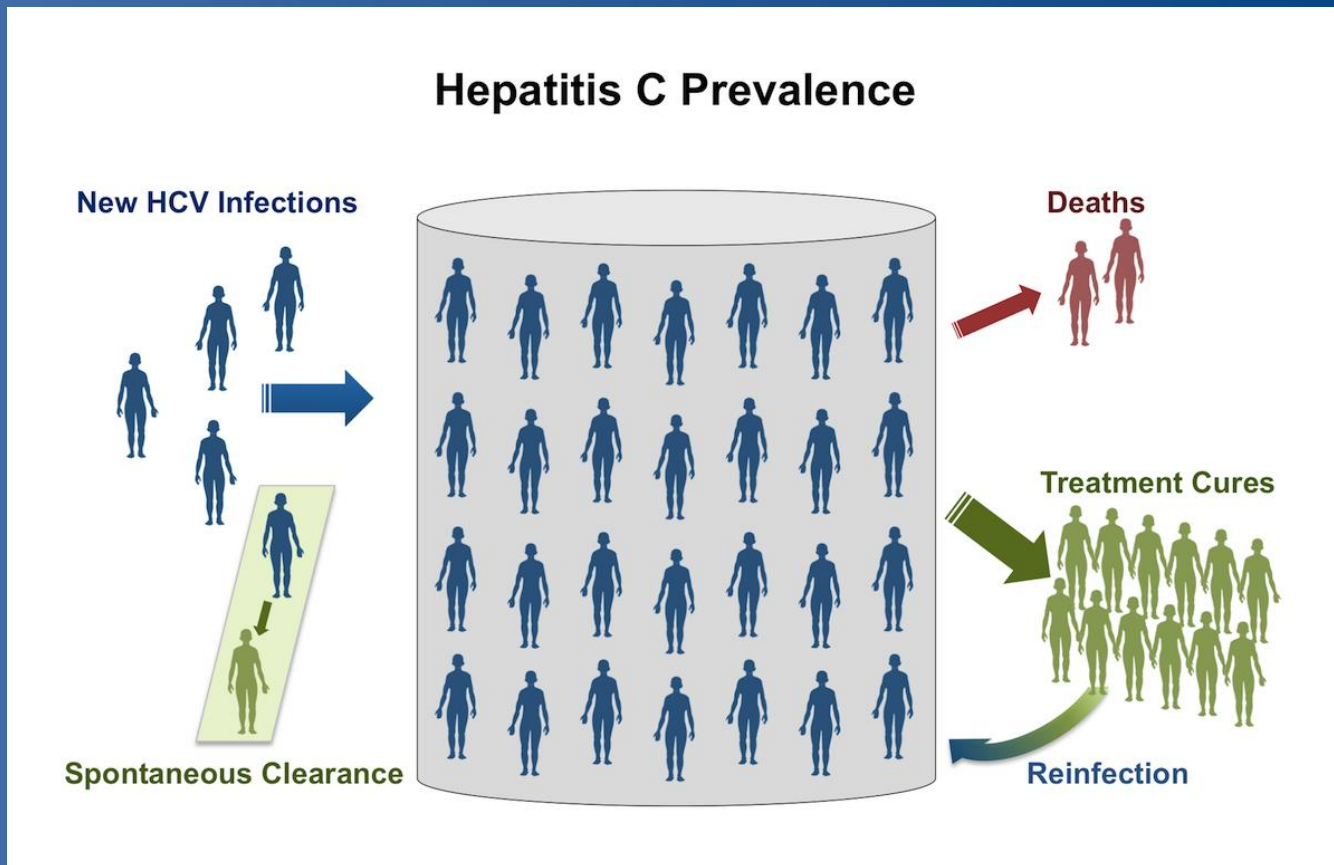 Hepatitis C Prevalence
New HCV Infections
Deaths
Treatment Cures
Spontaneous Clearance
Reinfection